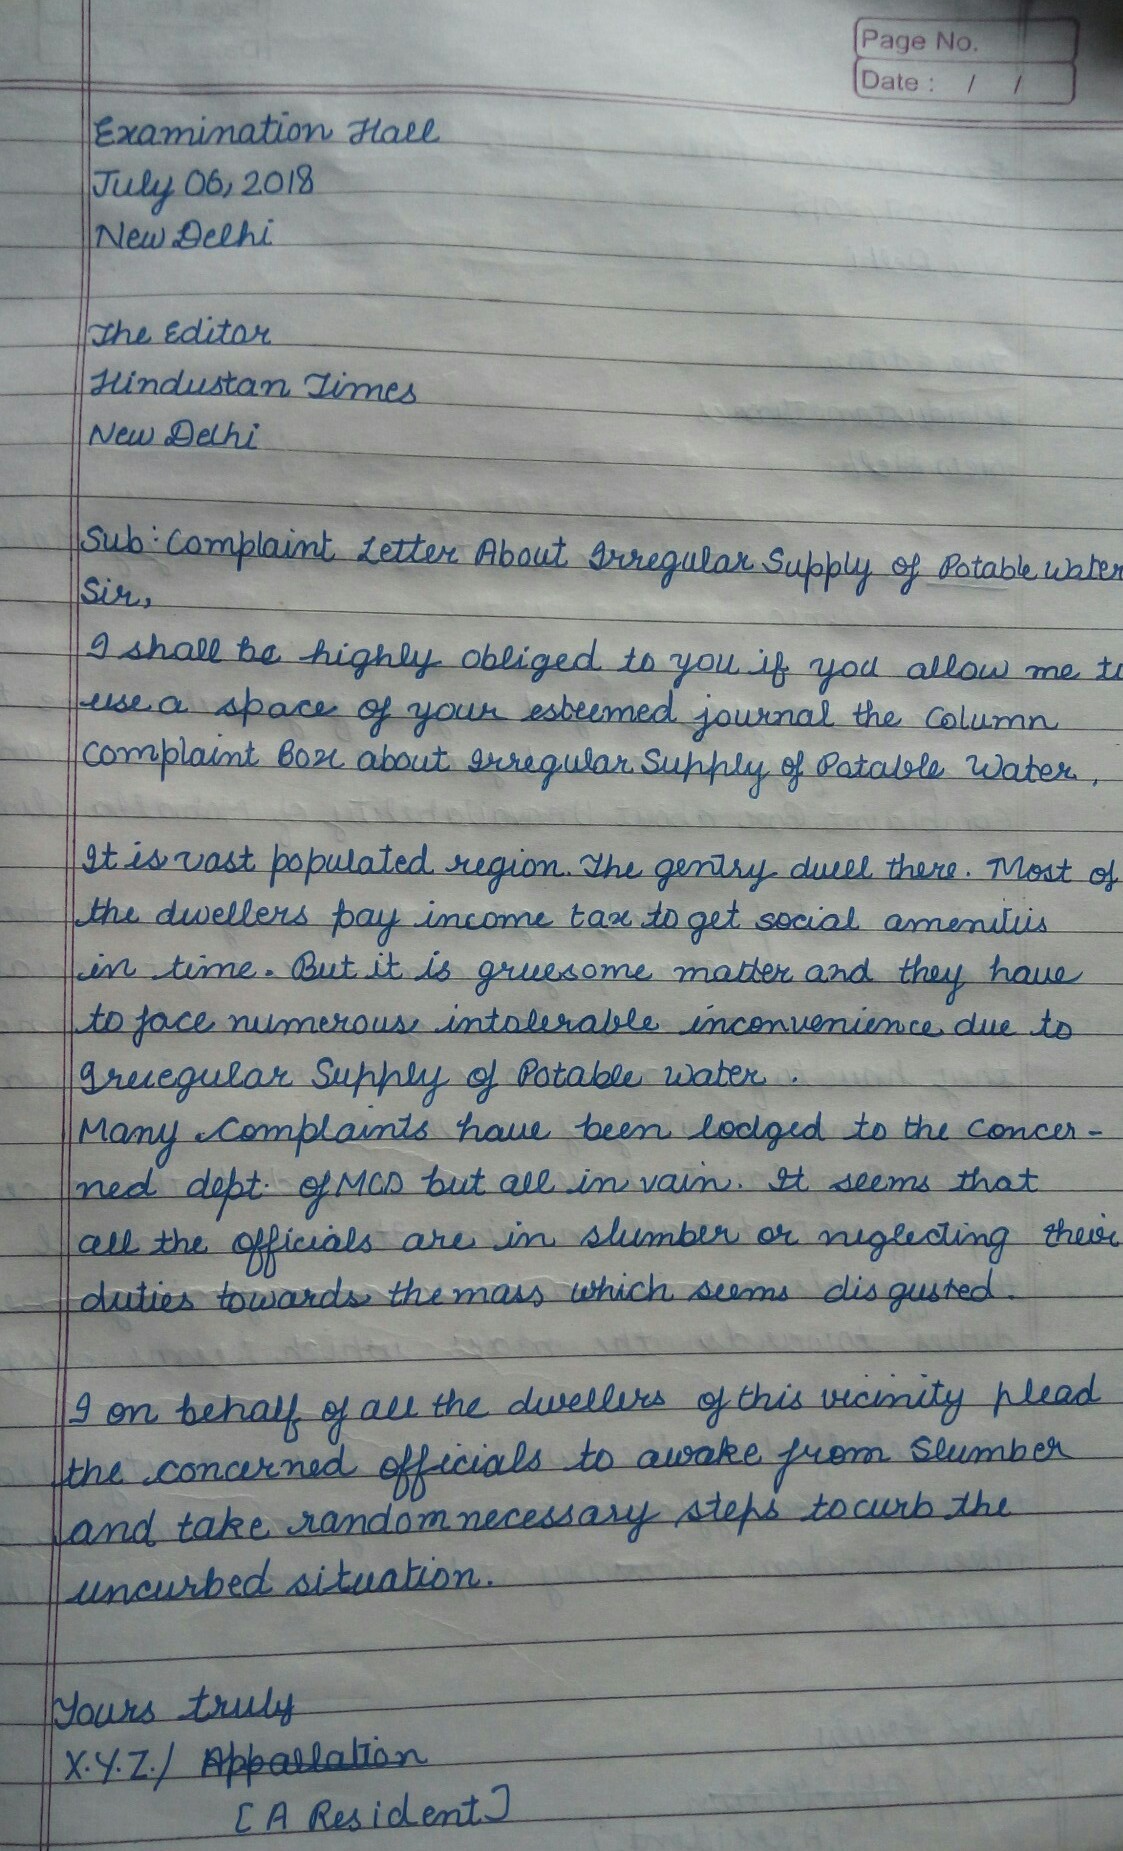 Page No.
Date : / /
Examination Hall
July 06, 2018
New Delhi
The Editor
Hindustan Times
New Delhi
Sub: Complaint Letter About Irregular Supply of Potable Water
Sir,
I shall be highly obliged to you if you allow me to
use a space of your esteemed journal the Column
Complaint Box about Irregular Supply of Potable Water.
It is vast populated region. The gentry dwell there. Most of
the dwellers pay income tax to get social amenitiis
in time. But it is gruesome matter and they have
to face numerous intolerable inconvenience due to
Irregular Supply of Potable Water.
Many Complaints have been lodged to the Concer-
ned dept. of MCD but all in vain. It seems that
all the officials are in slumber or neglecting their
duties towards the mass which seems disgusted.
I on behalf of all the dwellers of this vicinity plead
the concerned officials to awake from Slumber
and take random necessary steps to curb the
uncurbed situation.
Yours truly
X.Y.Z./ Appallation
[A Resident]